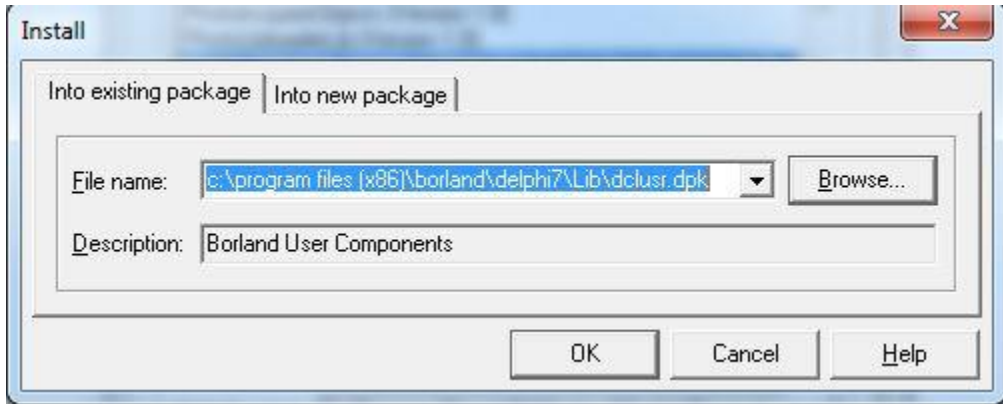 Install
Into existing package Into new package
File name: c:\program files (x86)\borland\delphi7\Lib\dclusr.dpk Browse...
Description: Borland User Components
OK Cancel Help